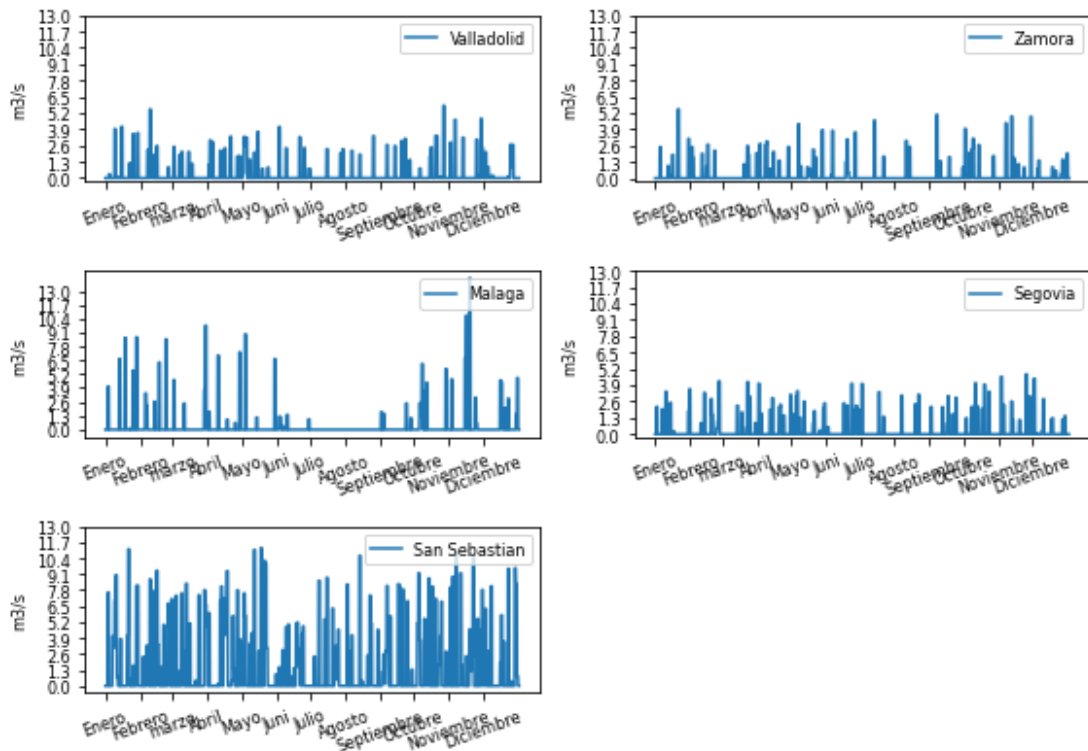 13.0
11.7
10.4
9.1
7.8
6.5
5.2
3.9
2.6
1.3
0.0
m3/s
Valladolid
Enero
Febrero
marzo
Abril
Mayo
Juni
Julio
Agosto
Septiembre
Octubre
Noviembre
Diciembre
13.0
11.7
10.4
9.1
7.8
6.5
5.2
3.9
2.6
1.3
0.0
m3/s
Zamora
Enero
Febrero
marzo
Abril
Mayo
Juni
Julio
Agosto
Septiembre
Octubre
Noviembre
Diciembre
13.0
11.7
10.4
9.1
7.8
6.5
5.2
3.9
2.6
1.3
0.0
m3/s
Malaga
Enero
Febrero
marzo
Abril
Mayo
Juni
Julio
Agosto
Septiembre
Octubre
Noviembre
Diciembre
13.0
11.7
10.4
9.1
7.8
6.5
5.2
3.9
2.6
1.3
0.0
m3/s
Segovia
Enero
Febrero
marzo
Abril
Mayo
Juni
Julio
Agosto
Septiembre
Octubre
Noviembre
Diciembre
13.0
11.7
10.4
9.1
7.8
6.5
5.2
3.9
2.6
1.3
0.0
m3/s
San Sebastian
Enero
Febrero
marzo
Abril
Mayo
Juni
Julio
Agosto
Septiembre
Octubre
Noviembre
Diciembre